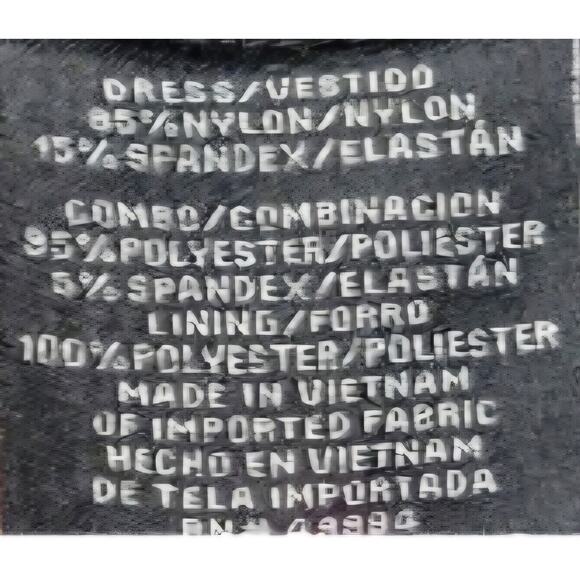 DRESS/VESTIDO
85%NYLON/NYLON
15%SPANDEX/ELASTÁN
COMBO/COMBINACION
95%POLYESTER/POLIÉSTER
5%SPANDEX/ELASTÁN
LINING/FORRO
100%POLYESTER/POLIESTER
MADE IN VIETNAM
OF IMPORTED FABRIC
HECHO EN VIETNAM
DE TELA IMPORTADA